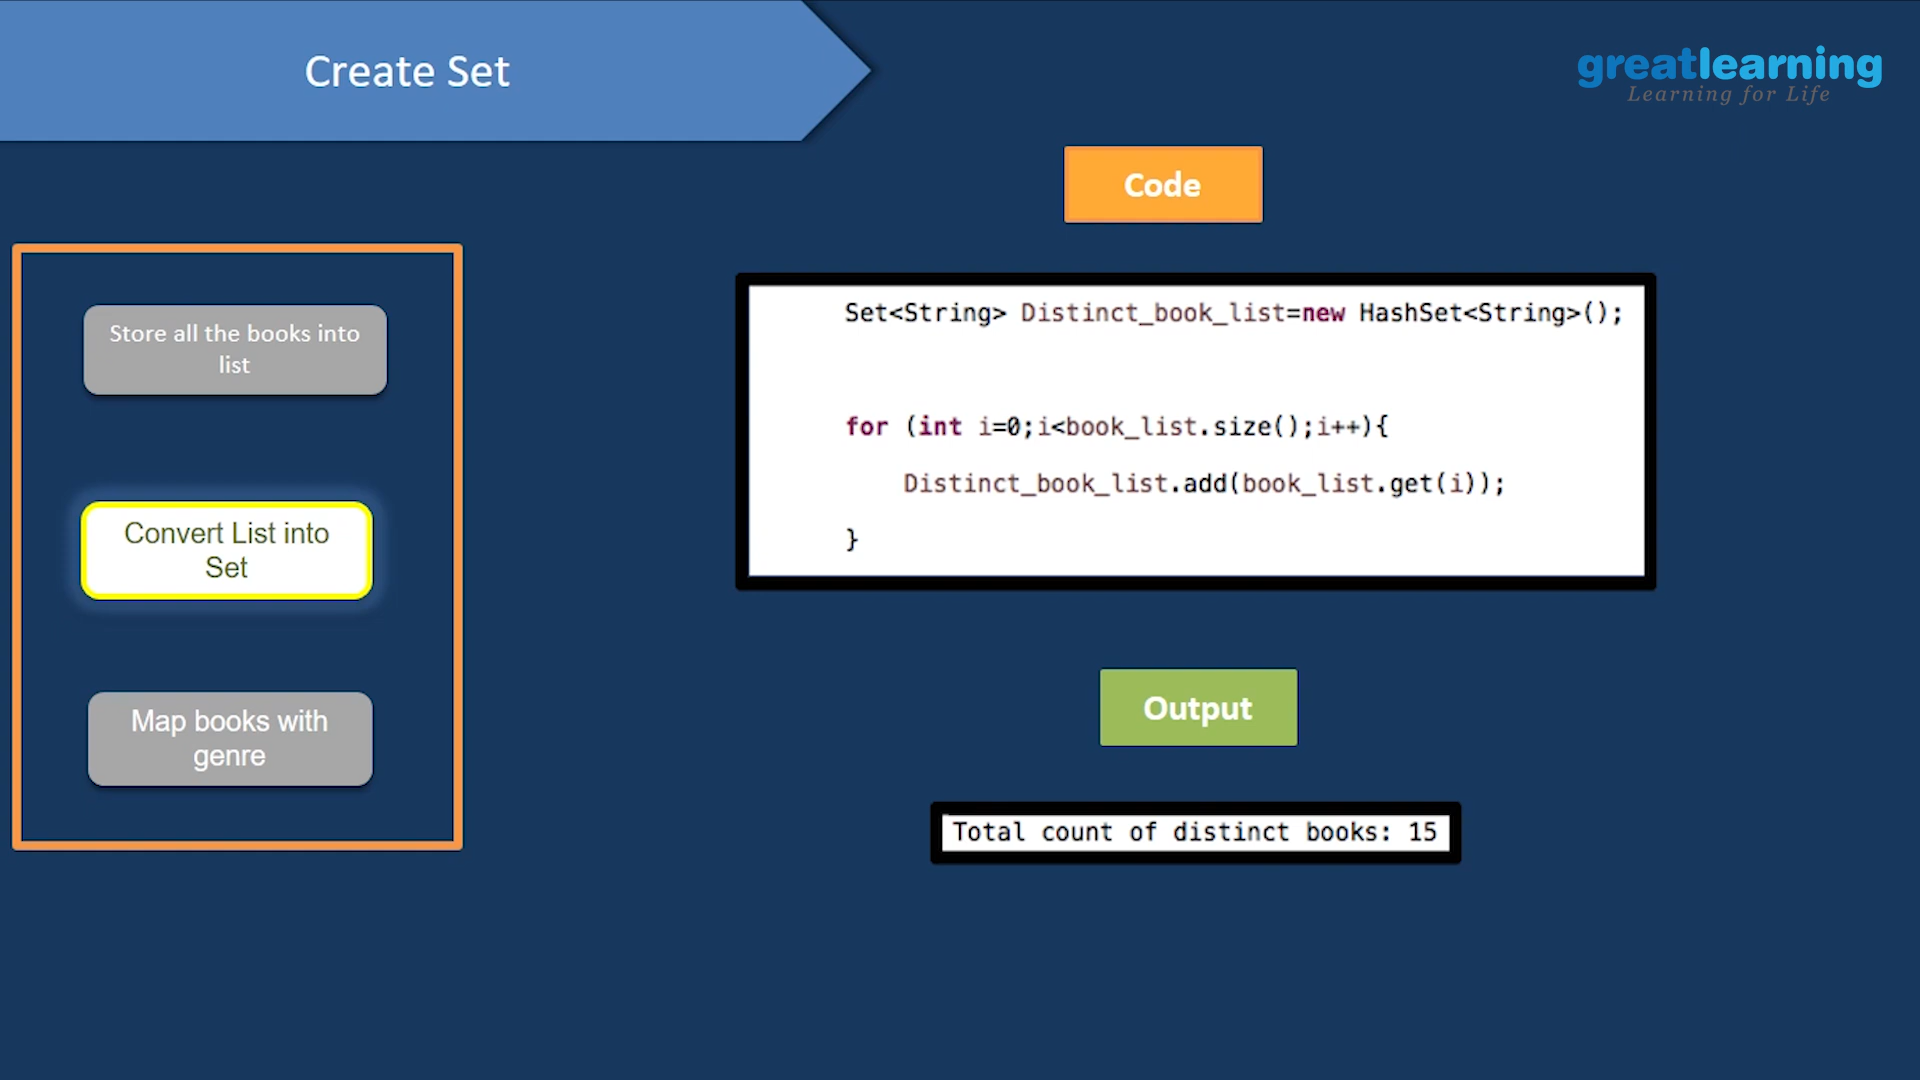 Create Set
greatlearning
Learning for Life
Code
Store all the books into
list
Convert List into
Set
Map books with
genre
Set<String> Distinct_book_list=new HashSet<String>();
for (int i=0;i<book_list.size();i++){
Distinct_book_list.add(book_list.get(i));
}
Output
Total count of distinct books: 15